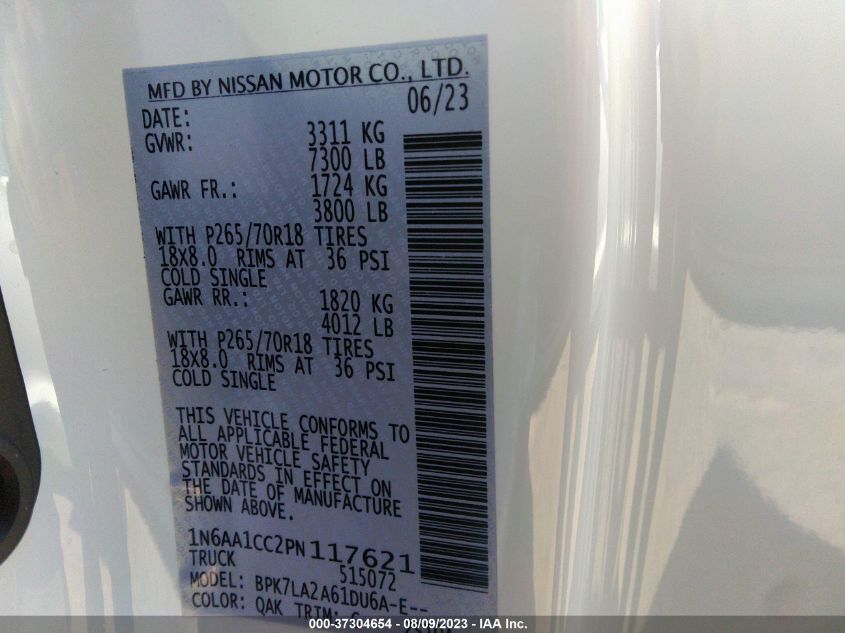 MFD BY NISSAN MOTOR CO., LTD.
DATE: 06/23
GVWR: 3311 KG
7300 LB
GAWR FR.: 1724 KG
3800 LB
WITH P265/70R18 TIRES
18X8.0 RIMS AT 36 PSI
COLD SINGLE
GAWR RR.: 1820 KG
4012 LB
WITH P265/70R18 TIRES
18X8.0 RIMS AT 36 PSI
COLD SINGLE
THIS VEHICLE CONFORMS TO
ALL APPLICABLE FEDERAL
MOTOR VEHICLE SAFETY
STANDARDS IN EFFECT ON
THE DATE OF MANUFACTURE
SHOWN ABOVE.
1N6AA1CC2PN117621
TRUCK 515072
MODEL: BPK7LA2A61DU6A-E--
COLOR: QAK TRIM:
000-37304654 / 08/09/2023 - IAA Inc.